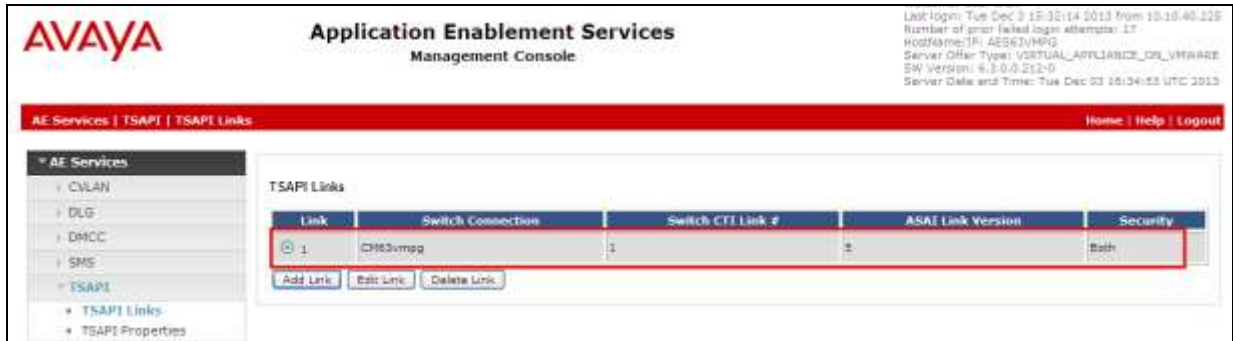 AVAYA
Application Enablement Services
Management Console
Last login: Tue Dec 3 15:32:14 2013 from 10.10.40.225
Number of prior failed login attempts: 17
HostName/IP: AES63VMPG
Server Offer Type: VIRTUAL_APPLIANCE_ON_VMWARE
SW Version: 6.3.0.0.212-0
Server Date and Time: Tue Dec 03 16:34:53 UTC 2013
AE Services | TSAPI | TSAPI Links
Home | Help | Logout
AE Services
CVLAN
DLG
DMCC
SMS
TSAPI
TSAPI Links
TSAPI Properties
TSAPI Links
Link Switch Connection Switch CTI Link # ASAI Link Version Security
1 CM63vmpg 1 5 Both
Add Link Edit Link Delete Link